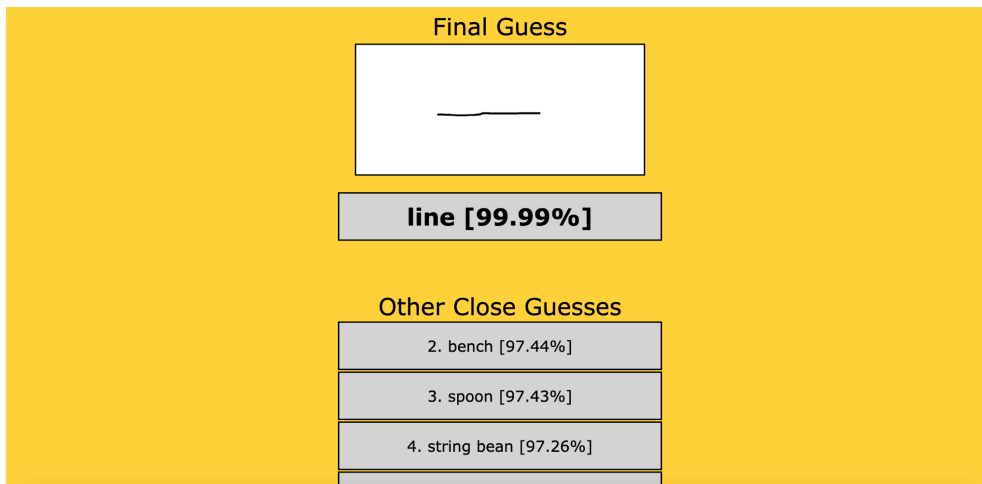 Final Guess
line [99.99%]
Other Close Guesses
2. bench [97.44%]
3. spoon [97.43%]
4. string bean [97.26%]